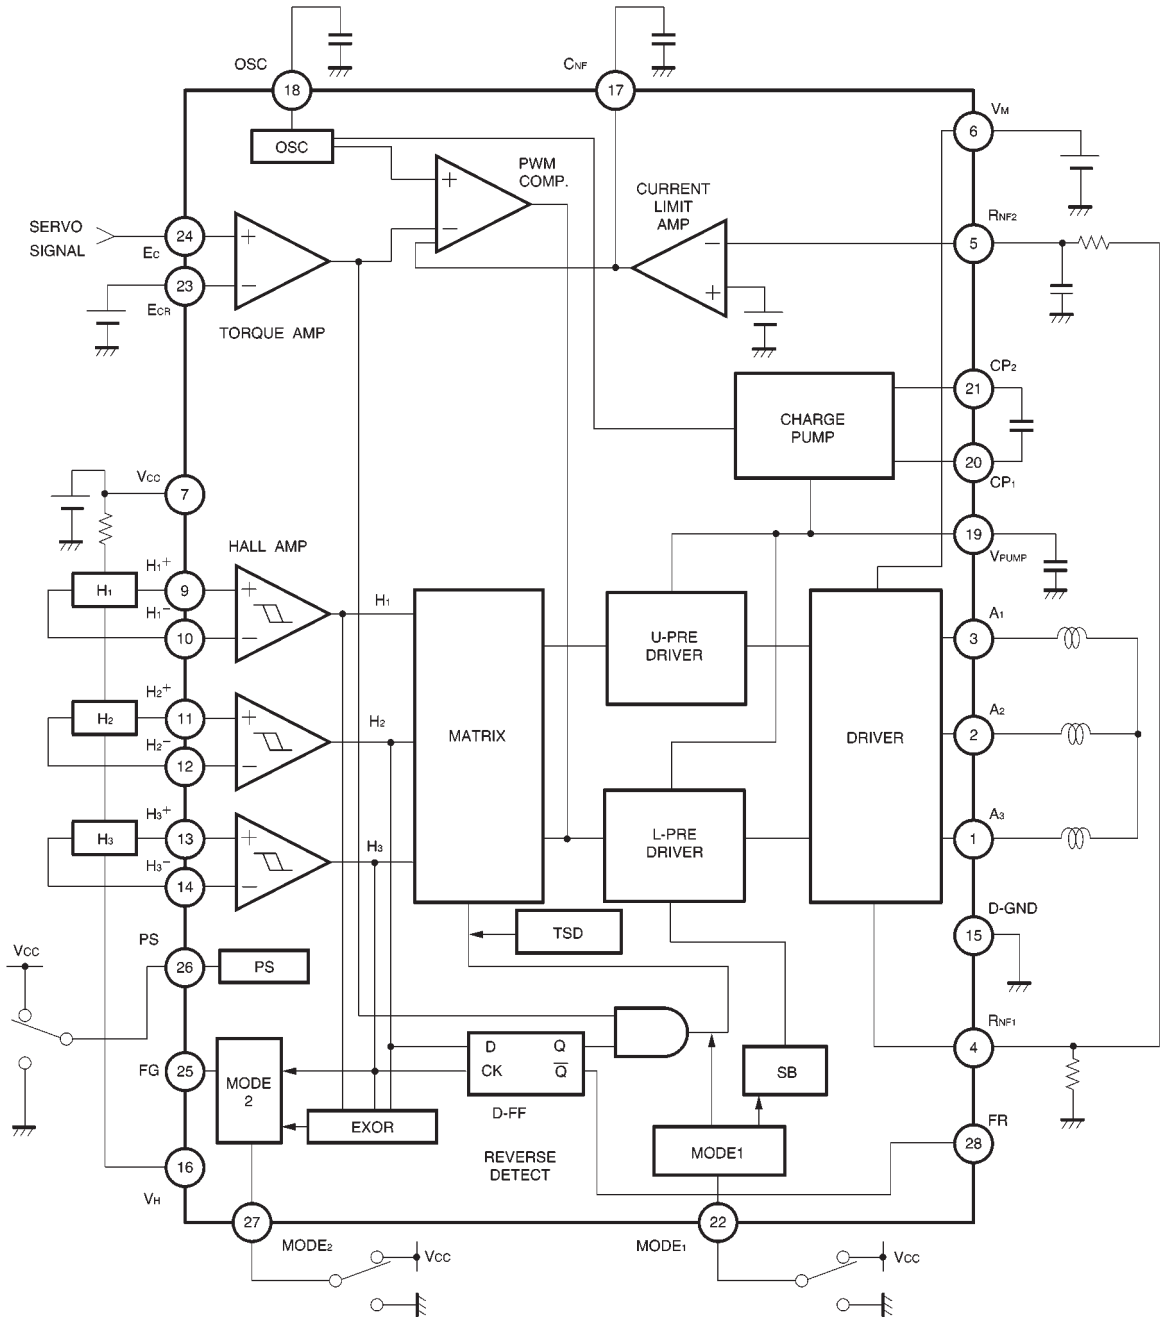 OSC
18
CNF
17
OSC
VM
6
PWM
COMP.
CURRENT
LIMIT
AMP
SERVO
SIGNAL
24
EC
23
ECR
+
−
TORQUE AMP
+
−
−
+
RNF2
5
CP2
21
CHARGE
PUMP
20
CP1
VCC
7
19
VPUMP
HALL AMP
H1+
9
H1
H1−
10
+
−
H1
H2+
11
H2
H2−
12
+
−
H2
H3+
13
H3
H3−
14
+
−
H3
MATRIX
U-PRE
DRIVER
L-PRE
DRIVER
DRIVER
A1
3
A2
2
A3
1
D-GND
15
TSD
PS
26
PS
VCC
RNF1
4
FG
25
MODE
2
D Q
CK Q̅
D-FF
EXOR
REVERSE
DETECT
SB
MODE1
FR
28
16
VH
27
MODE2
VCC
22
MODE1
VCC